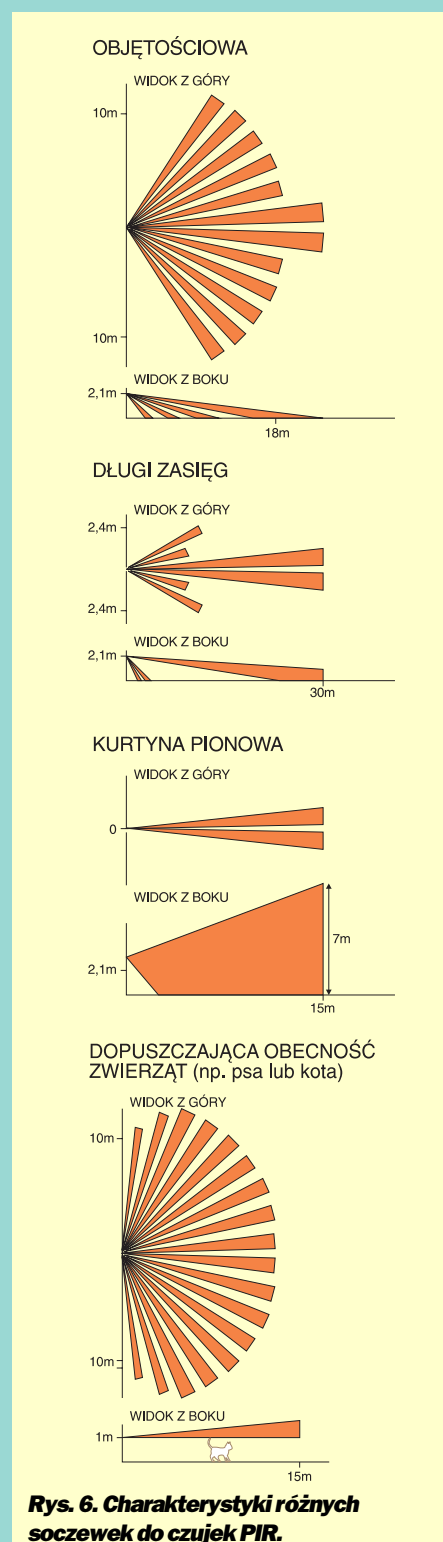 OBJĘTOŚCIOWA
WIDOK Z GÓRY
10m
10m
WIDOK Z BOKU
2,1m
18m
DŁUGI ZASIĘG
WIDOK Z GÓRY
2,4m
2,4m
WIDOK Z BOKU
2,1m
30m
KURTYNA PIONOWA
WIDOK Z GÓRY
0
WIDOK Z BOKU
7m
2,1m
15m
DOPUSZCZAJĄCA OBECNOŚĆ
ZWIERZĄT (np. psa lub kota)
WIDOK Z GÓRY
10m
10m
WIDOK Z BOKU
1m
15m
Rys. 6. Charakterystyki różnych
soczewek do czujek PIR.